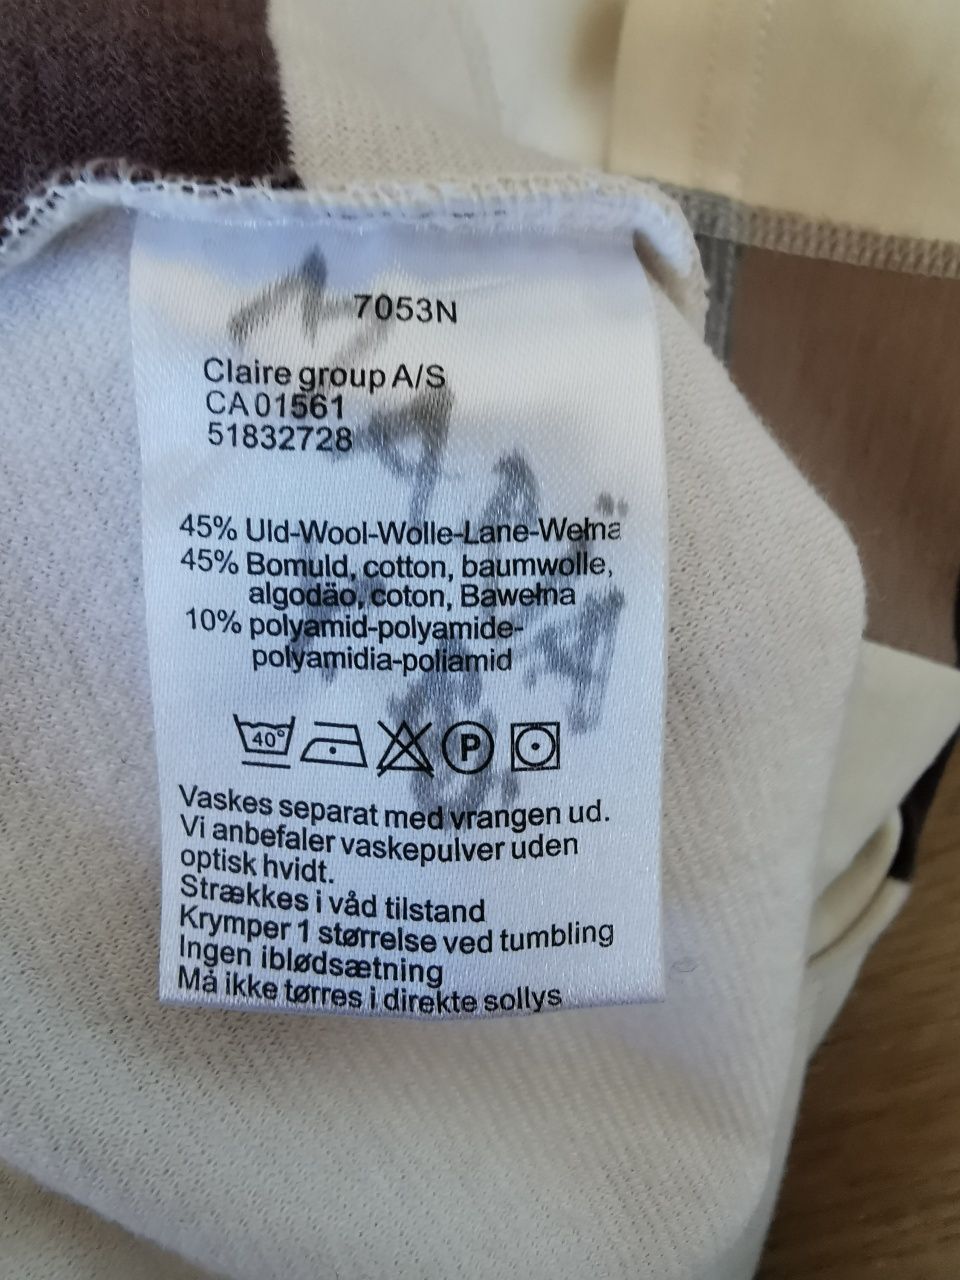 7053N
Claire group A/S
CA 01561
51832728
45% Uld-Wool-Wolle-Lane-Wełna
45% Bomuld, cotton, baumwolle,
algodäo, coton, Bawełna
10% polyamid-polyamide-
polyamidia-poliamid
40° P
Vaskes separat med vrangen ud.
Vi anbefaler vaskepulver uden
optisk hvidt.
Strækkes i våd tilstand
Krymper 1 størrelse ved tumbling
Ingen iblødsætning
Må ikke tørres i direkte sollys